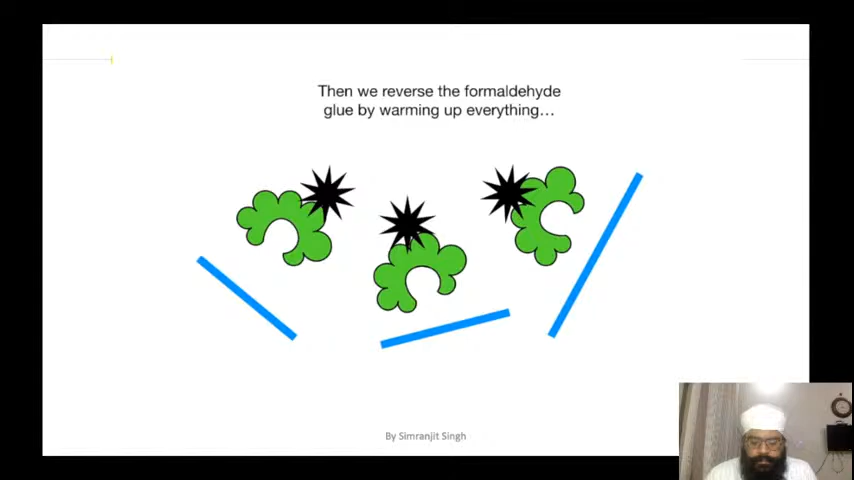 Then we reverse the formaldehyde
glue by warming up everything…
By Simranjit Singh